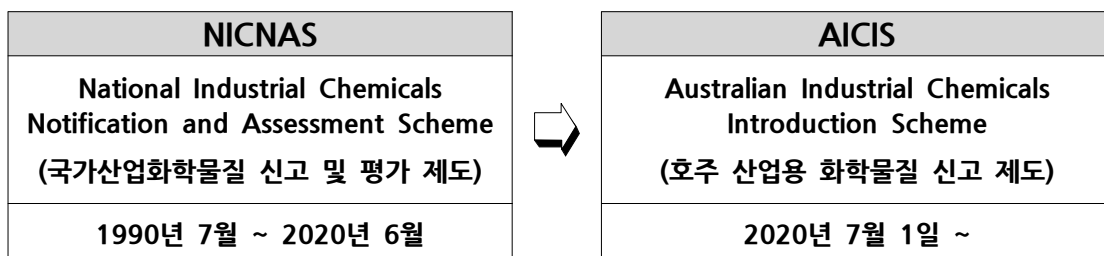 NICNAS
National Industrial Chemicals
Notification and Assessment Scheme
(국가산업화학물질 신고 및 평가 제도)
1990년 7월 ~ 2020년 6월
AICIS
Australian Industrial Chemicals
Introduction Scheme
(호주 산업용 화학물질 신고 제도)
2020년 7월 1일 ~